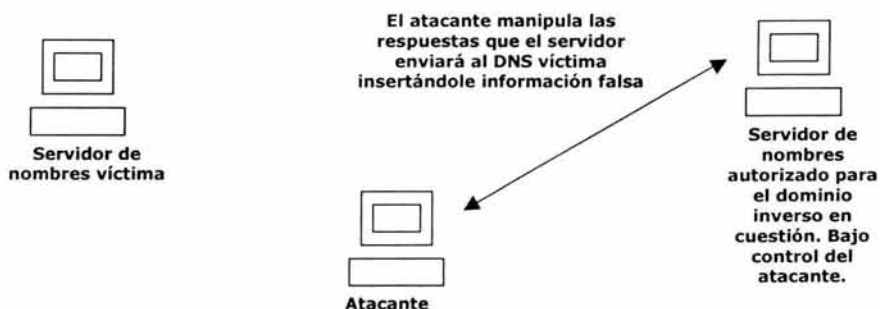 El atacante manipula las
respuestas que el servidor
enviará al DNS víctima
insertándole información falsa
Servidor de
nombres víctima
Servidor de
nombres
autorizado para
el dominio
inverso en
cuestión. Bajo
control del
atacante.
Atacante